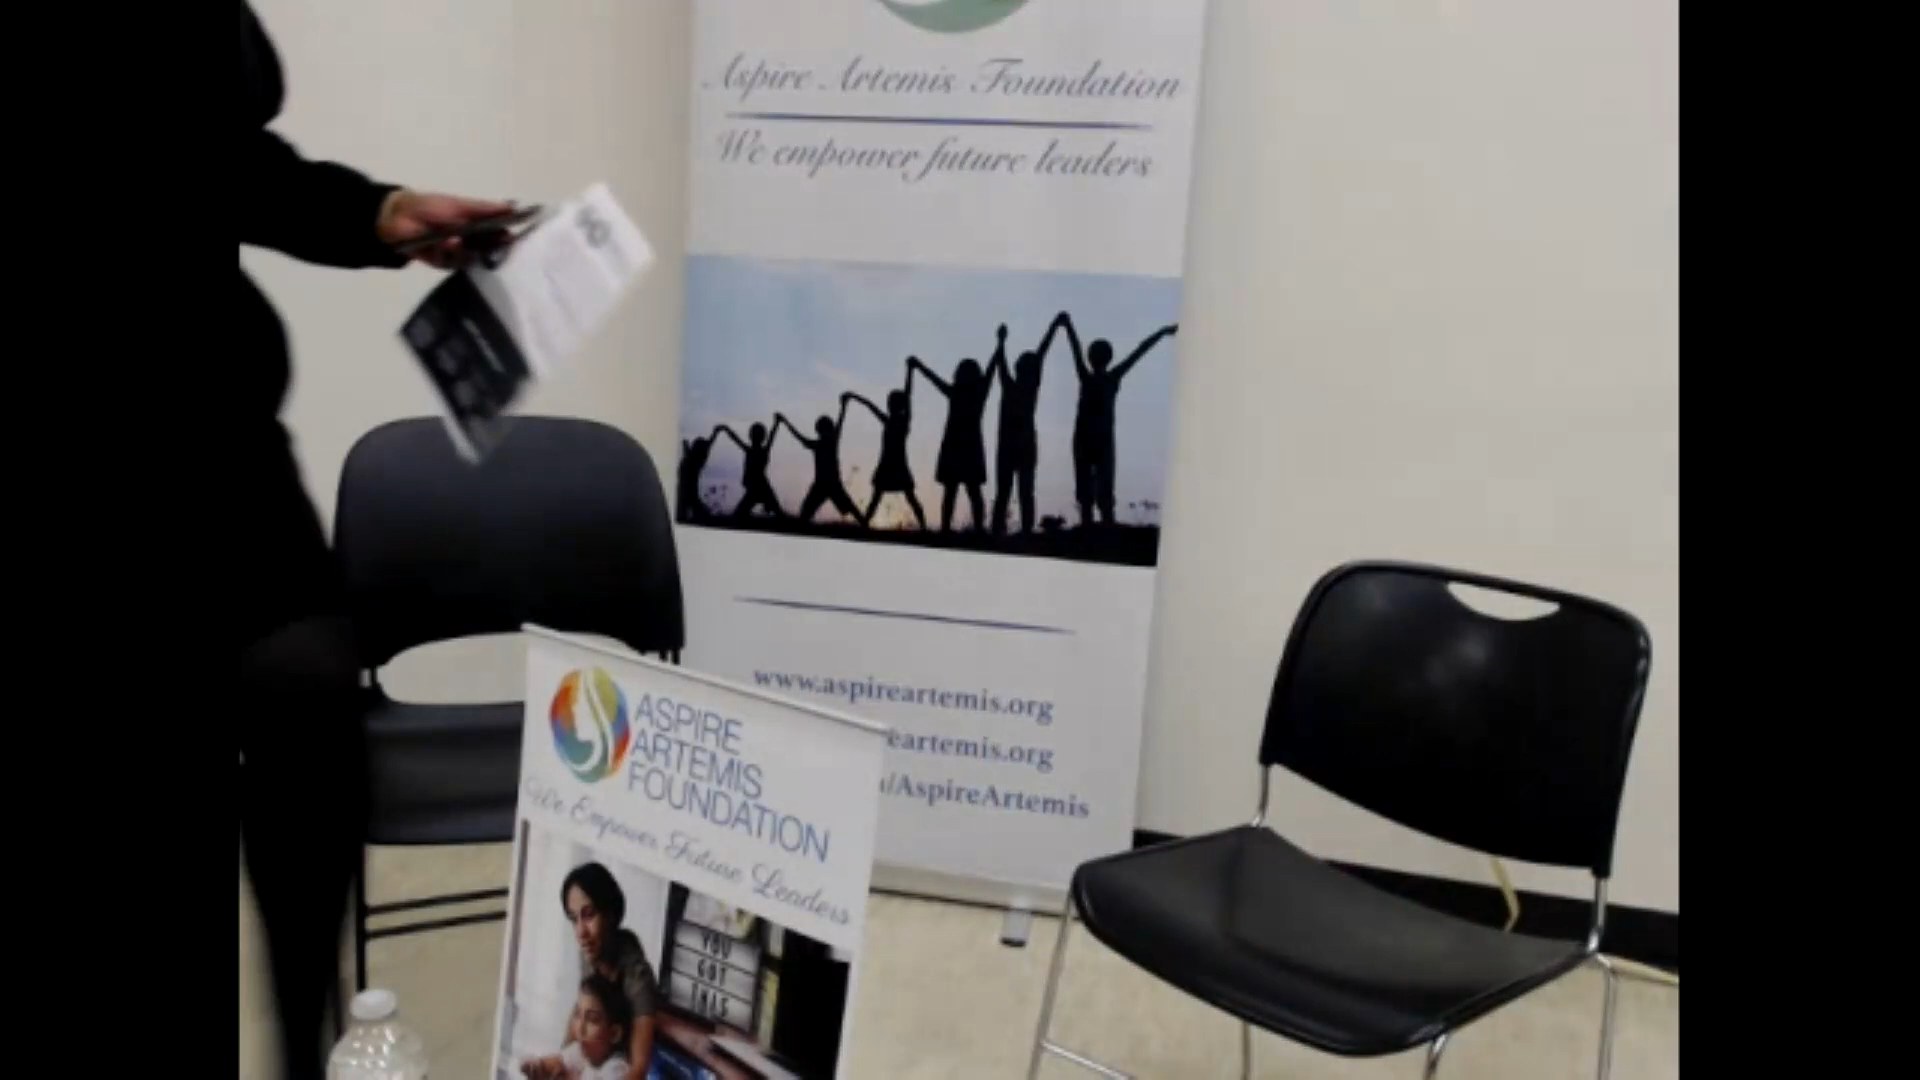 Aspire Artemis Foundation
We empower future leaders
www.aspireartemis.org
eartemis.org
/AspireArtemis
ASPIRE
ARTEMIS
FOUNDATION
We Empower Future Leaders
YOU
GOT
THIS